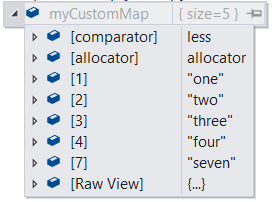 myCustomMap { size=5 }
[comparator] less
[allocator] allocator
[1] "one"
[2] "two"
[3] "three"
[4] "four"
[7] "seven"
[Raw View] {...}